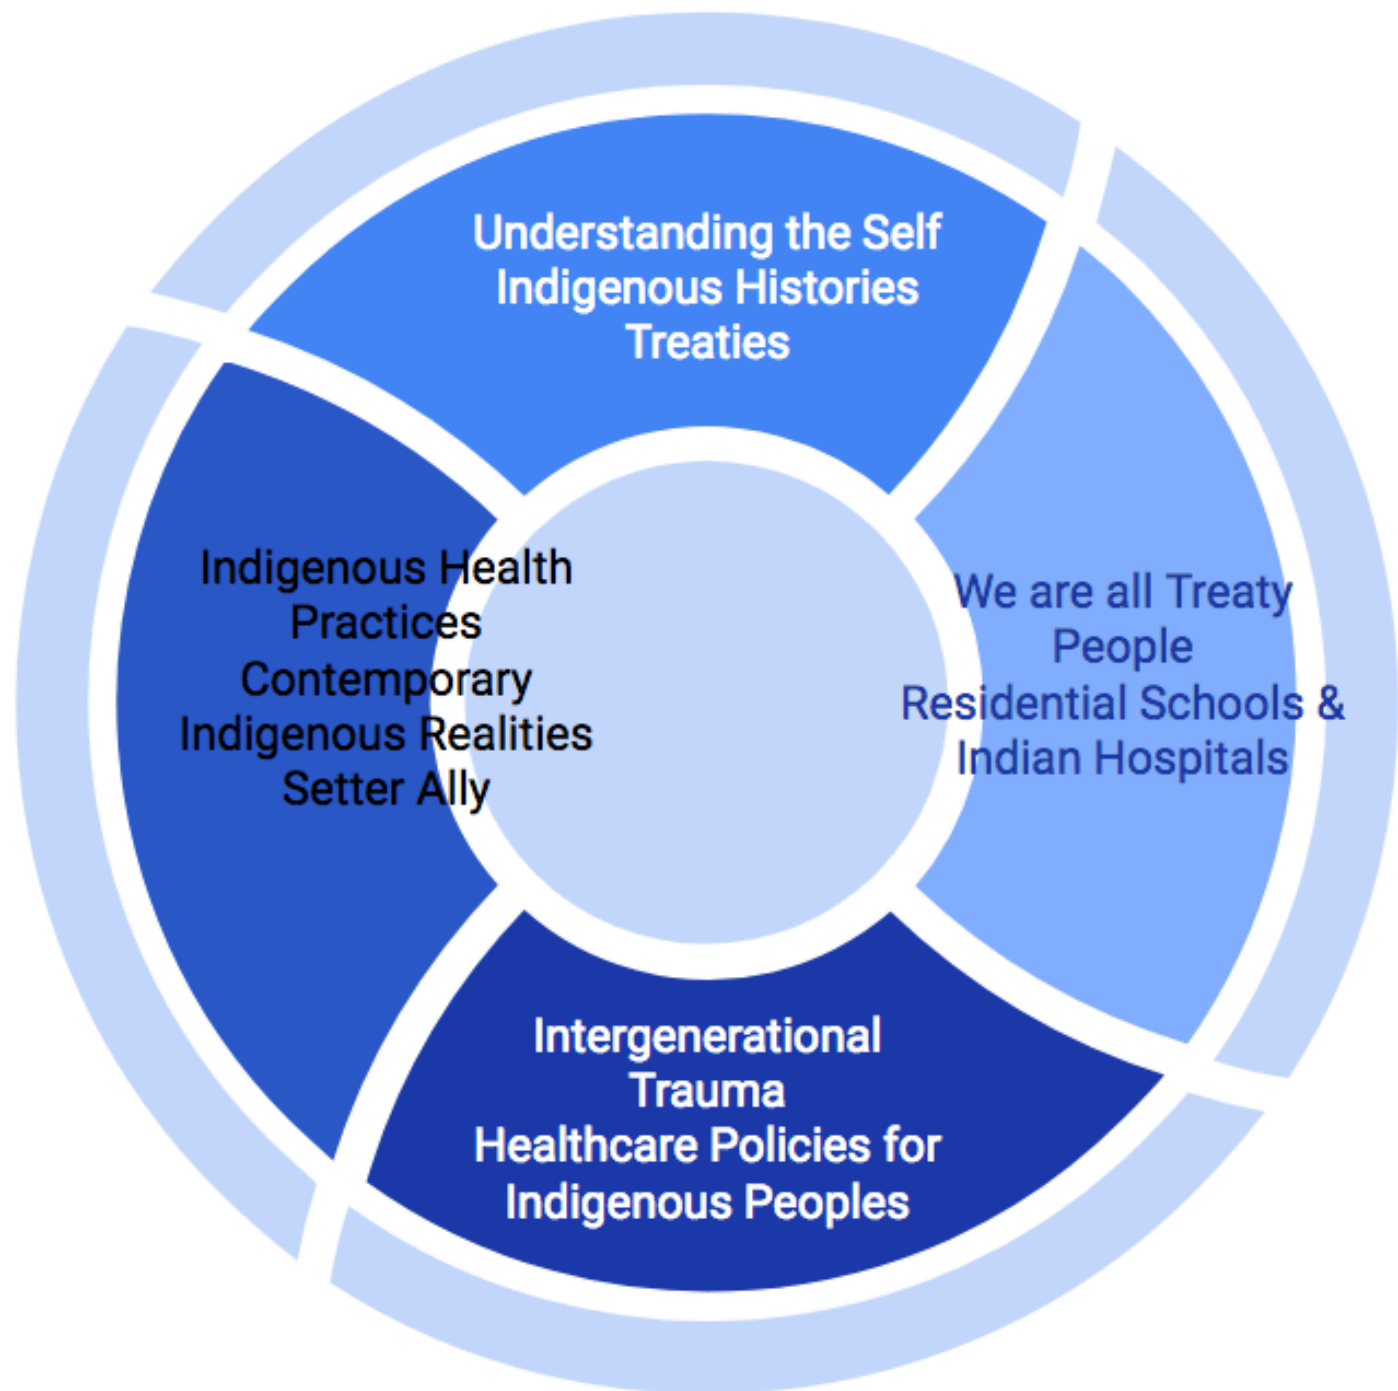 Understanding the Self
Indigenous Histories
Treaties
We are all Treaty
People
Residential Schools &
Indian Hospitals
Intergenerational
Trauma
Healthcare Policies for
Indigenous Peoples
Indigenous Health
Practices
Contemporary
Indigenous Realities
Setter Ally